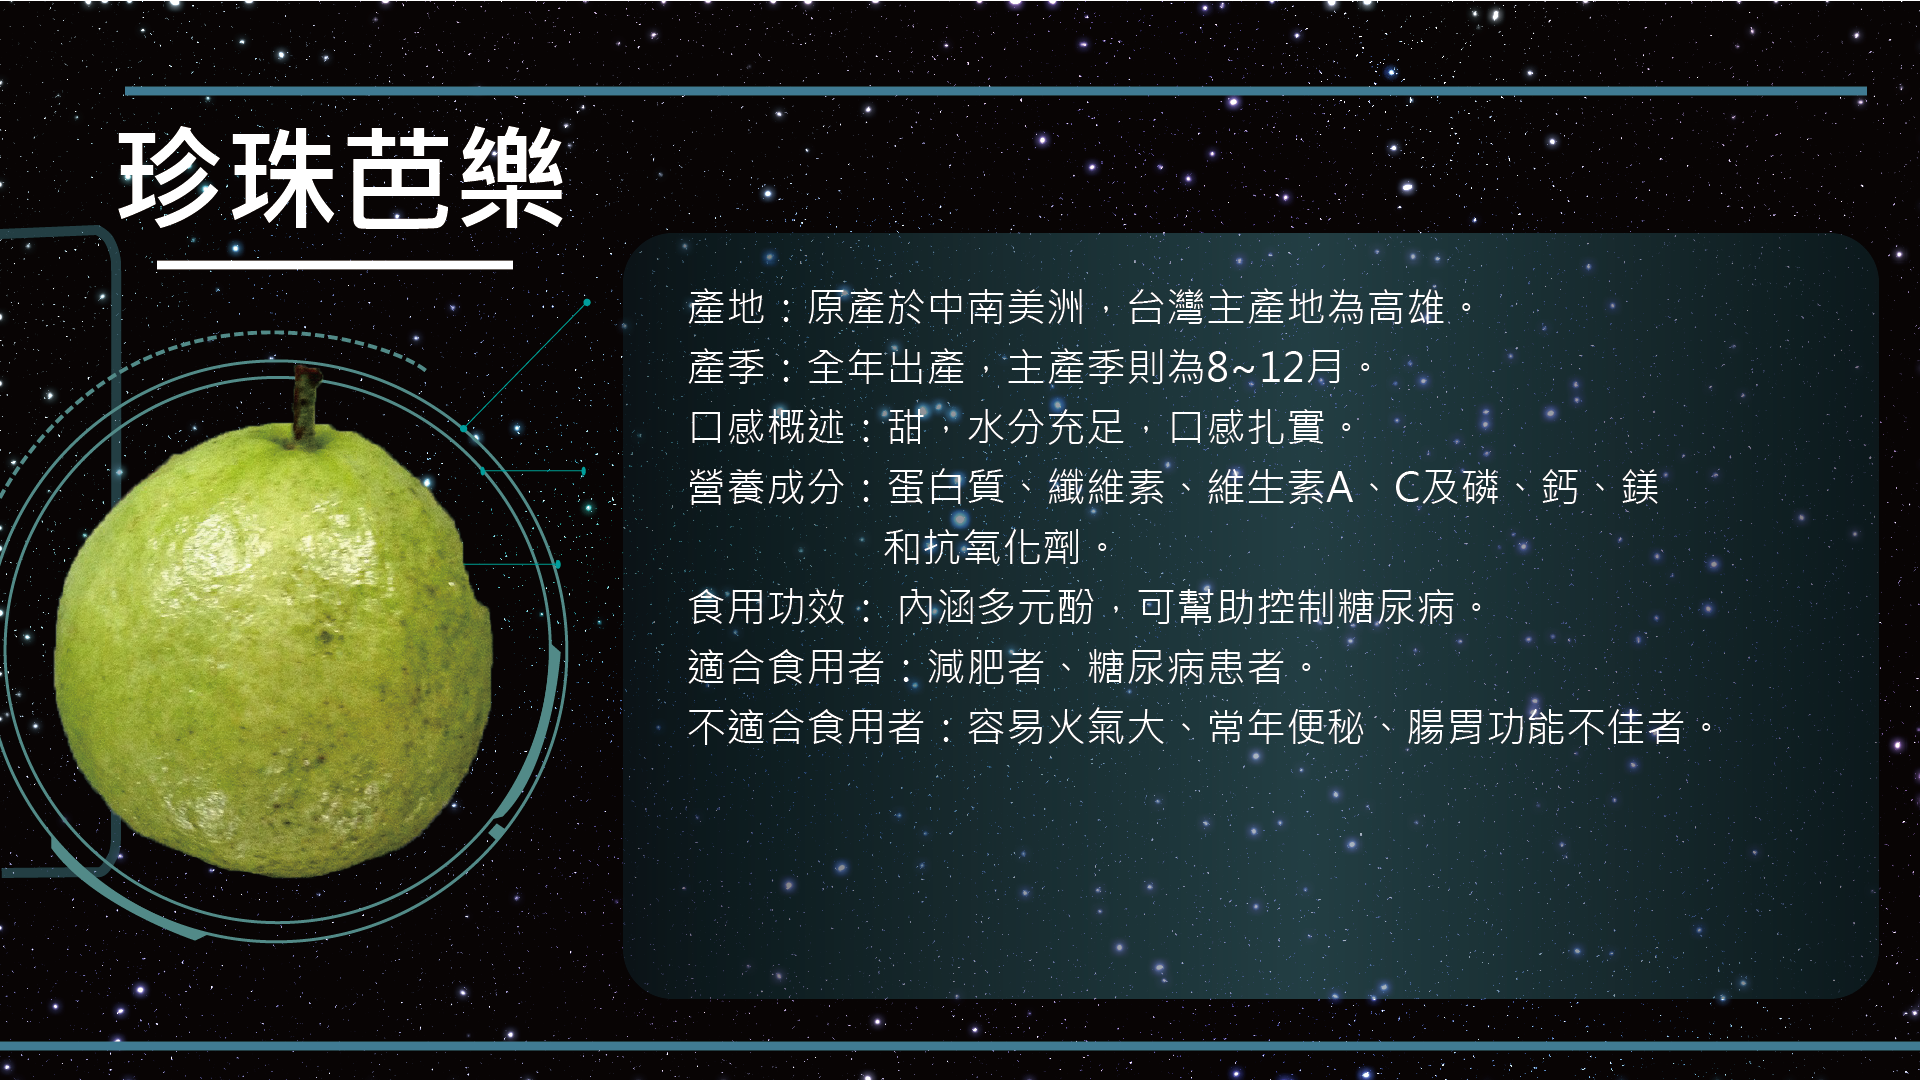 珍珠芭樂
產地：原產於中南美洲，台灣主產地為高雄。
產季：全年出產，主產季則為8~12月。
口感概述：甜，水分充足，口感扎實。
營養成分：蛋白質、纖維素、維生素A、C及磷、鈣、鎂
和抗氧化劑。
食用功效： 內涵多元酚，可幫助控制糖尿病。
適合食用者：減肥者、糖尿病患者。
不適合食用者：容易火氣大、常年便秘、腸胃功能不佳者。